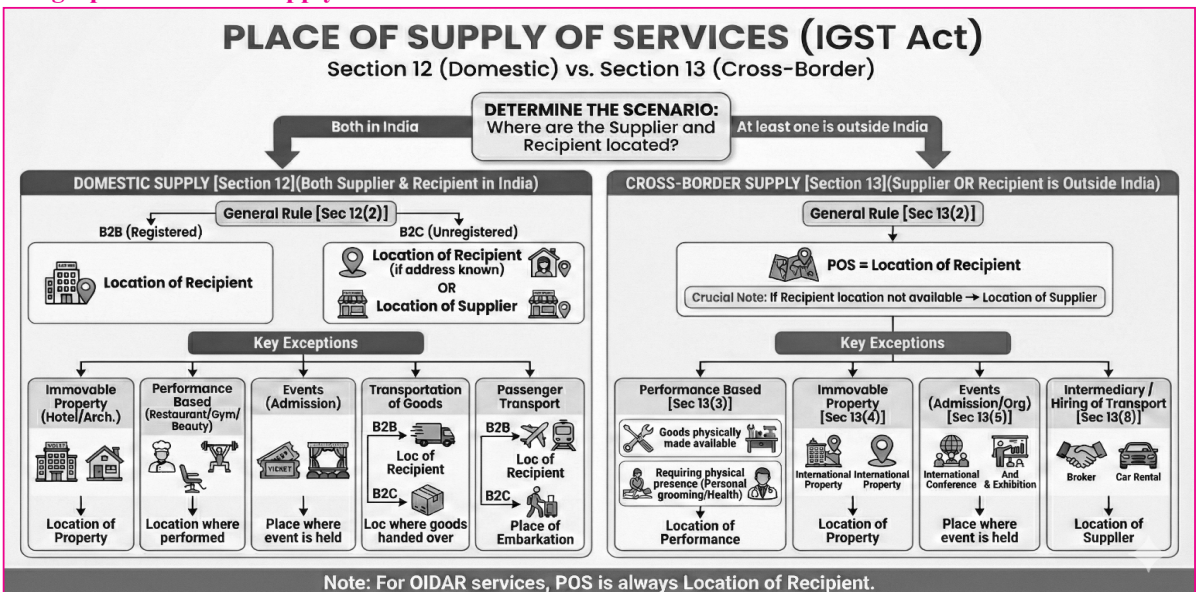 PLACE OF SUPPLY OF SERVICES (IGST Act)
Section 12 (Domestic) vs. Section 13 (Cross-Border)
DETERMINE THE SCENARIO:
Where are the Supplier and
Recipient located?
Both in India
At least one is outside India
DOMESTIC SUPPLY [Section 12](Both Supplier & Recipient in India)
General Rule [Sec 12(2)]
B2B (Registered)
B2C (Unregistered)
Location of Recipient
Location of Recipient
(if address known)
OR
Location of Supplier
Key Exceptions
Immovable
Property
(Hotel/Arch.)
Location of
Property
Performance
Based
(Restaurant/Gym/
Beauty)
Location where
performed
Events
(Admission)
VICKET
Place where
event is held
Transportation
of Goods
B2B
Loc of
Recipient
B2C
Loc where goods
handed over
Passenger
Transport
B2B
Loc of
Recipient
B2C
Place of
Embarkation
CROSS-BORDER SUPPLY [Section 13](Supplier OR Recipient is Outside India)
General Rule [Sec 13(2)]
POS = Location of Recipient
Crucial Note: If Recipient location not available → Location of Supplier
Key Exceptions
Performance Based
[Sec 13(3)]
Goods physically
made available
Requiring physical
presence (Personal
grooming/Health)
Location of
Performance
Immovable
Property
[Sec 13(4)]
International
Property
International
Property
Location of
Property
Events
(Admission/Org)
[Sec 13(5)]
International
Conference
And
& Exhibition
Place where
event is held
Intermediary /
Hiring of Transport
[Sec 13(8)]
Broker
Car Rental
Location of
Supplier
Note: For OIDAR services, POS is always Location of Recipient.